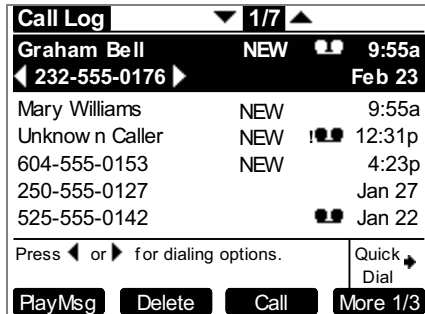 Call Log 1/7
Graham Bell NEW 9:55a
232-555-0176 Feb 23
Mary Williams NEW 9:55a
Unknown Caller NEW ! 12:31p
604-555-0153 NEW 4:23p
250-555-0127 Jan 27
525-555-0142 Jan 22
Press or for dialing options. Quick
Dial
PlayMsg Delete Call More 1/3